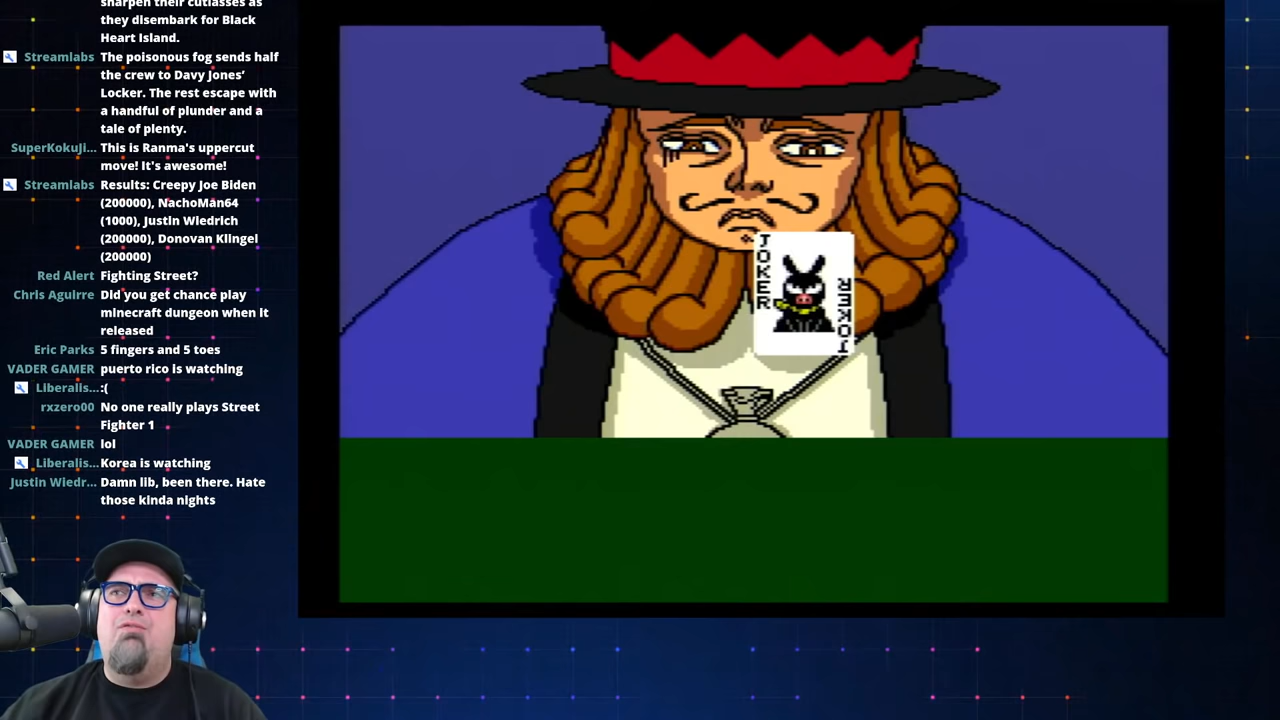 sharpen their cutlasses as
they disembark for Black
Heart Island.
Streamlabs The poisonous fog sends half
the crew to Davy Jones’
Locker. The rest escape with
a handful of plunder and a
tale of plenty.
SuperKokuJi... This is Ranma's uppercut
move! It's awesome!
Streamlabs Results: Creepy Joe Biden
(200000), NachoMan64
(1000), Justin Wiedrich
(200000), Donovan Klingel
(200000)
Red Alert Fighting Street?
Chris Aguirre Did you get chance play
minecraft dungeon when it
released
Eric Parks 5 fingers and 5 toes
VADER GAMER puerto rico is watching
Liberalis... :(
rxzero00 No one really plays Street
Fighter 1
VADER GAMER lol
Liberalis... Korea is watching
Justin Wiedr... Damn lib, been there. Hate
those kinda nights
JOKER
JOKER